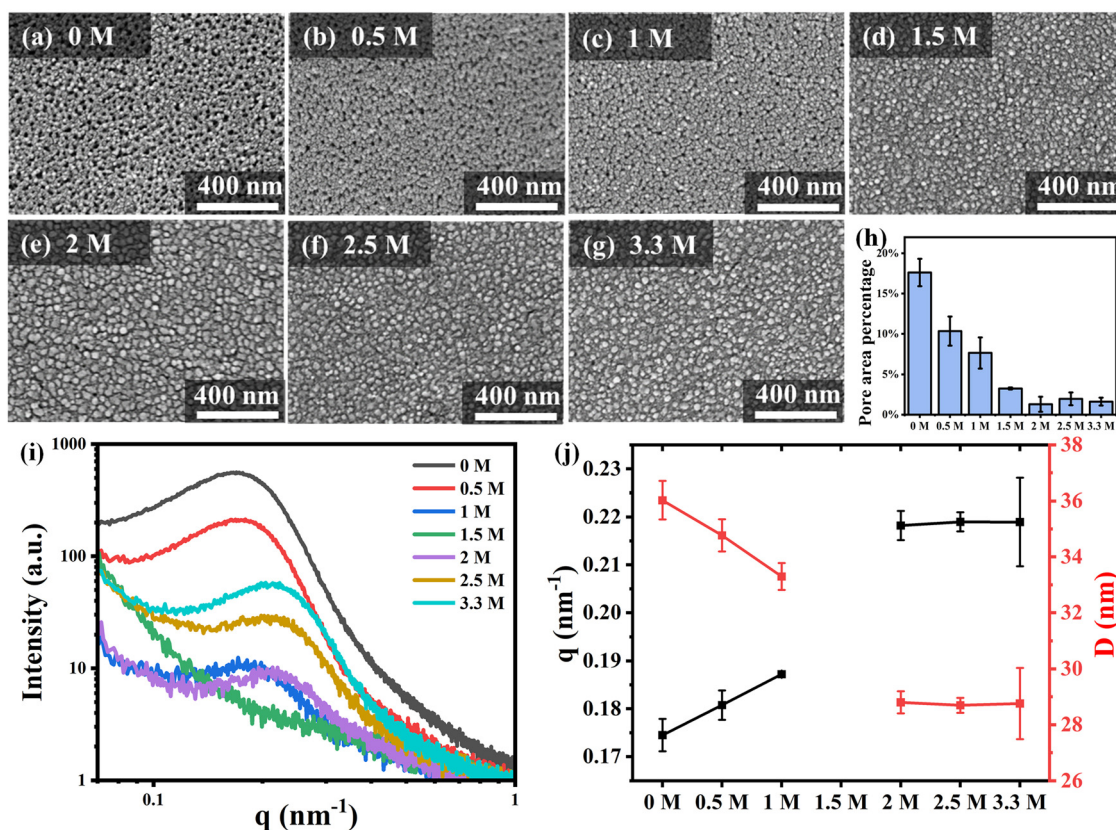 (a) 0 M
400 nm
(b) 0.5 M
400 nm
(c) 1 M
400 nm
(d) 1.5 M
400 nm
(e) 2 M
400 nm
(f) 2.5 M
400 nm
(g) 3.3 M
400 nm
(h)
Pore area percentage
20%
15%
10%
5%
0%
0 M 0.5 M 1 M 1.5 M 2 M 2.5 M 3.3 M
(i)
Intensity (a.u.)
1000
100
10
1
0.1 1
q (nm⁻¹)
0 M
0.5 M
1 M
1.5 M
2 M
2.5 M
3.3 M
(j)
q (nm⁻¹)
0.23
0.22
0.21
0.20
0.19
0.18
0.17
0 M 0.5 M 1 M 1.5 M 2 M 2.5 M 3.3 M
38
36
34
32
30
28
26
D (nm)